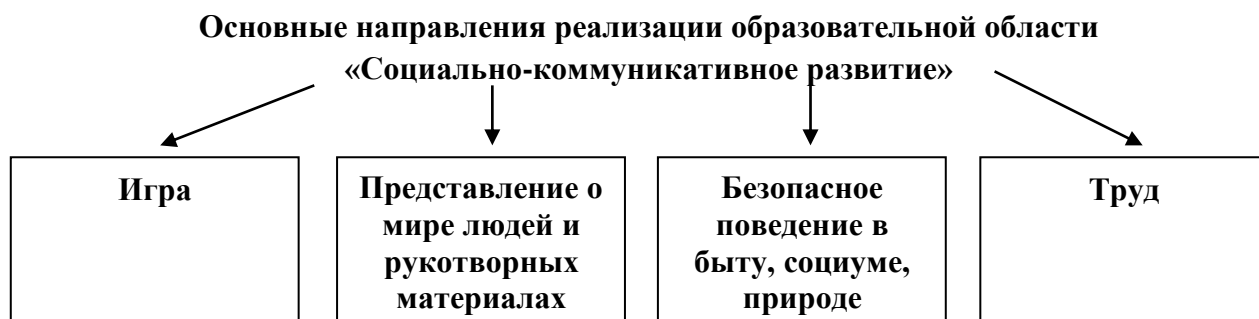 Основные направления реализации образовательной области
«Социально-коммуникативное развитие»
Игра
Представление о
мире людей и
рукотворных
материалах
Безопасное
поведение в
быту, социуме,
природе
Труд